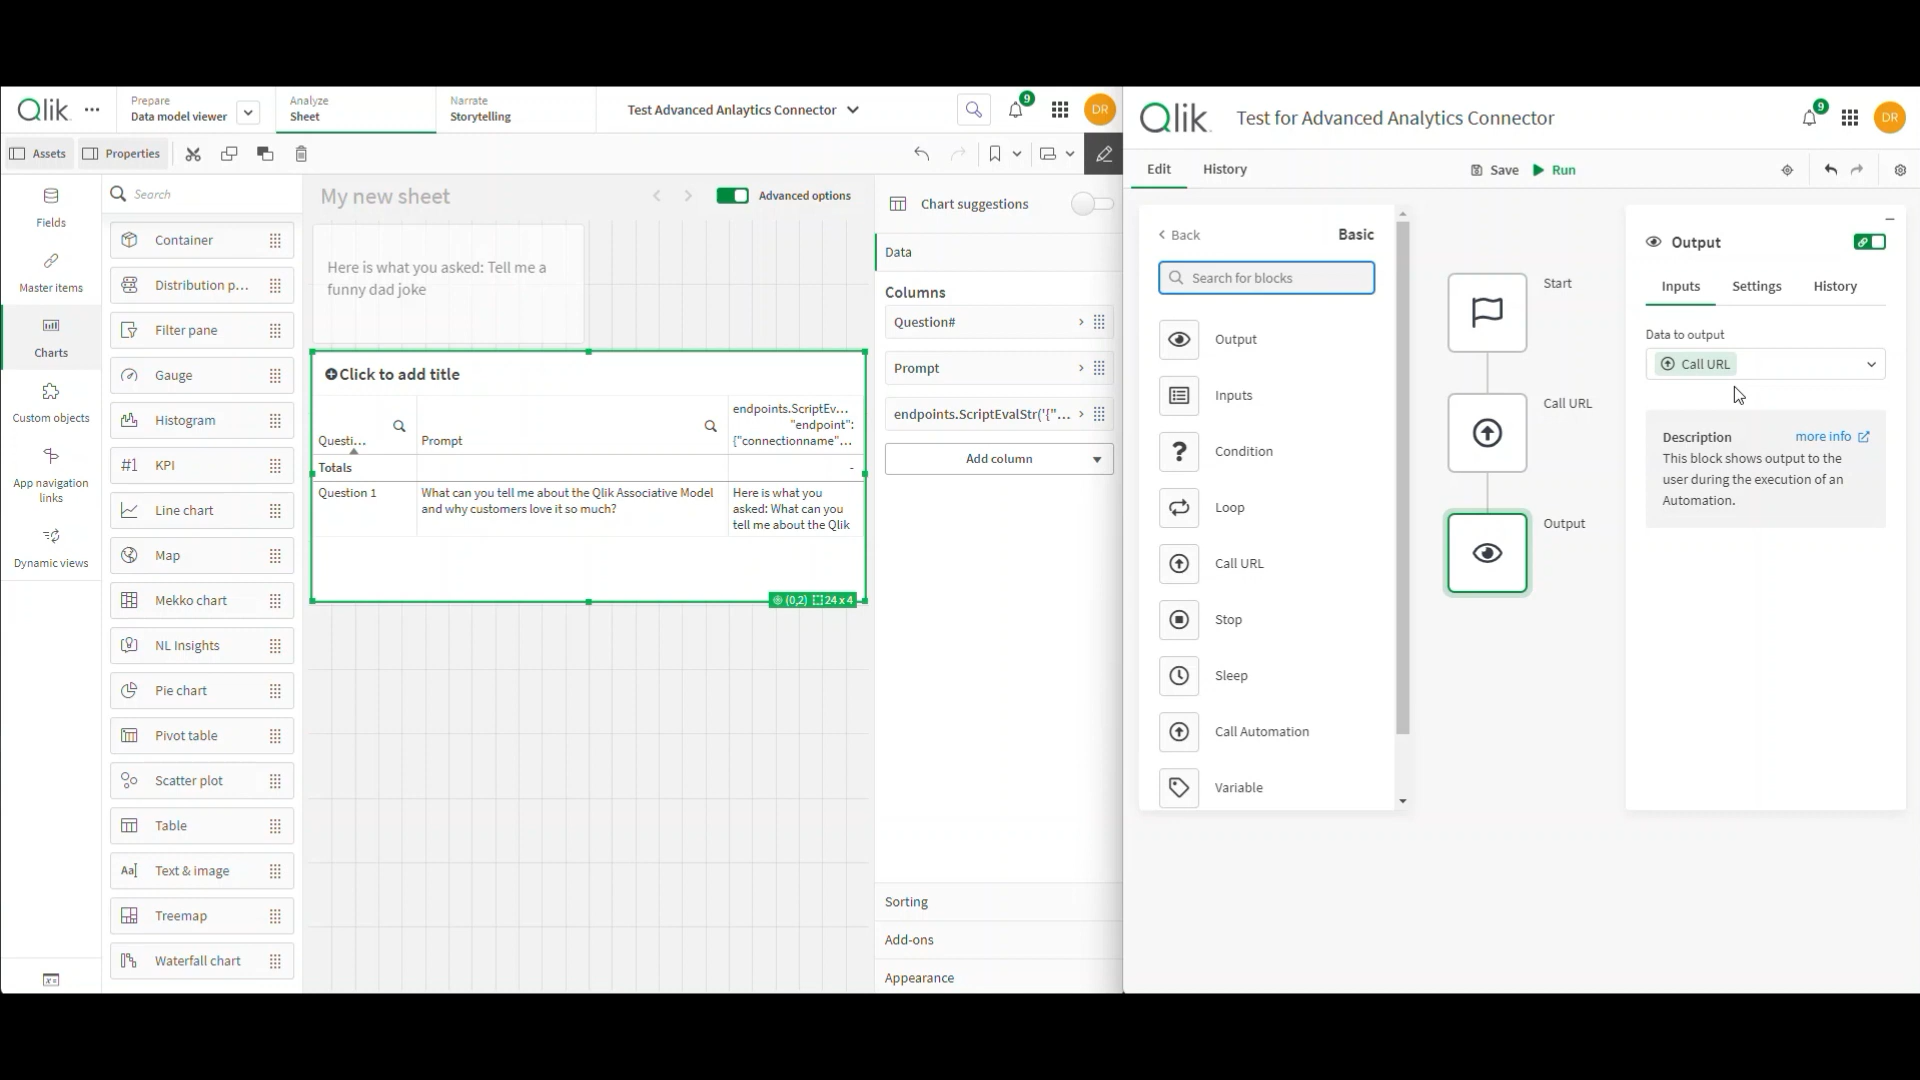 Qlik
Prepare
Data model viewer
Analyze
Sheet
Narrate
Storytelling
Test Advanced Anlaytics Connector
9
DR
Assets
Properties
Fields
Master items
Charts
Custom objects
App navigation
links
Dynamic views
Search
Container
Distribution p...
Filter pane
Gauge
Histogram
#1 KPI
Line chart
Map
Mekko chart
NL Insights
Pie chart
Pivot table
Scatter plot
Table
Text & image
Treemap
Waterfall chart
My new sheet
Advanced options
Here is what you asked: Tell me a
funny dad joke
Click to add title
Questi...
Prompt
endpoints.ScriptEv...
"endpoint":
{"connectionname"...
Totals
-
Question 1
What can you tell me about the Qlik Associative Model
and why customers love it so much?
Here is what you
asked: What can you
tell me about the Qlik
(0,2) 24 x 4
Chart suggestions
Data
Columns
Question#
Prompt
endpoints.ScriptEvalStr('{"...
Add column
Sorting
Add-ons
Appearance
Qlik
Test for Advanced Analytics Connector
9
DR
Edit
History
Save
Run
Back
Basic
Search for blocks
Output
Inputs
Condition
Loop
Call URL
Stop
Sleep
Call Automation
Variable
Start
Call URL
Output
Output
Inputs
Settings
History
Data to output
Call URL
Description
more info
This block shows output to the
user during the execution of an
Automation.